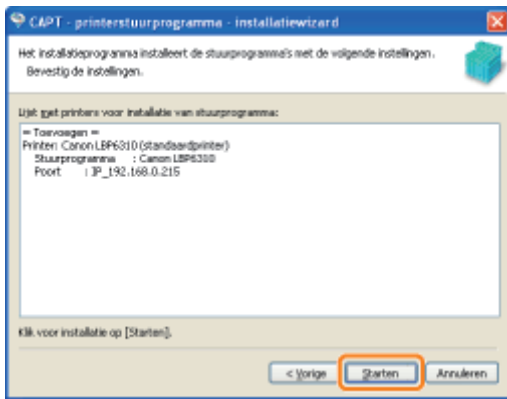 CAPT - printerstuurprogramma - installatiewizard
Het installatieprogramma installeert de stuurprogramma's met de volgende instellingen.
Bevestig de instellingen.
Lijst met printers voor installatie van stuurprogramma:
= Toevoegen =
Printer: Canon LBP6310 (standaardprinter)
Stuurprogramma : Canon LBP6310
Poort : IP_192.168.0.215
Klik voor installatie op [Starten].
< Vorige Starten Annuleren